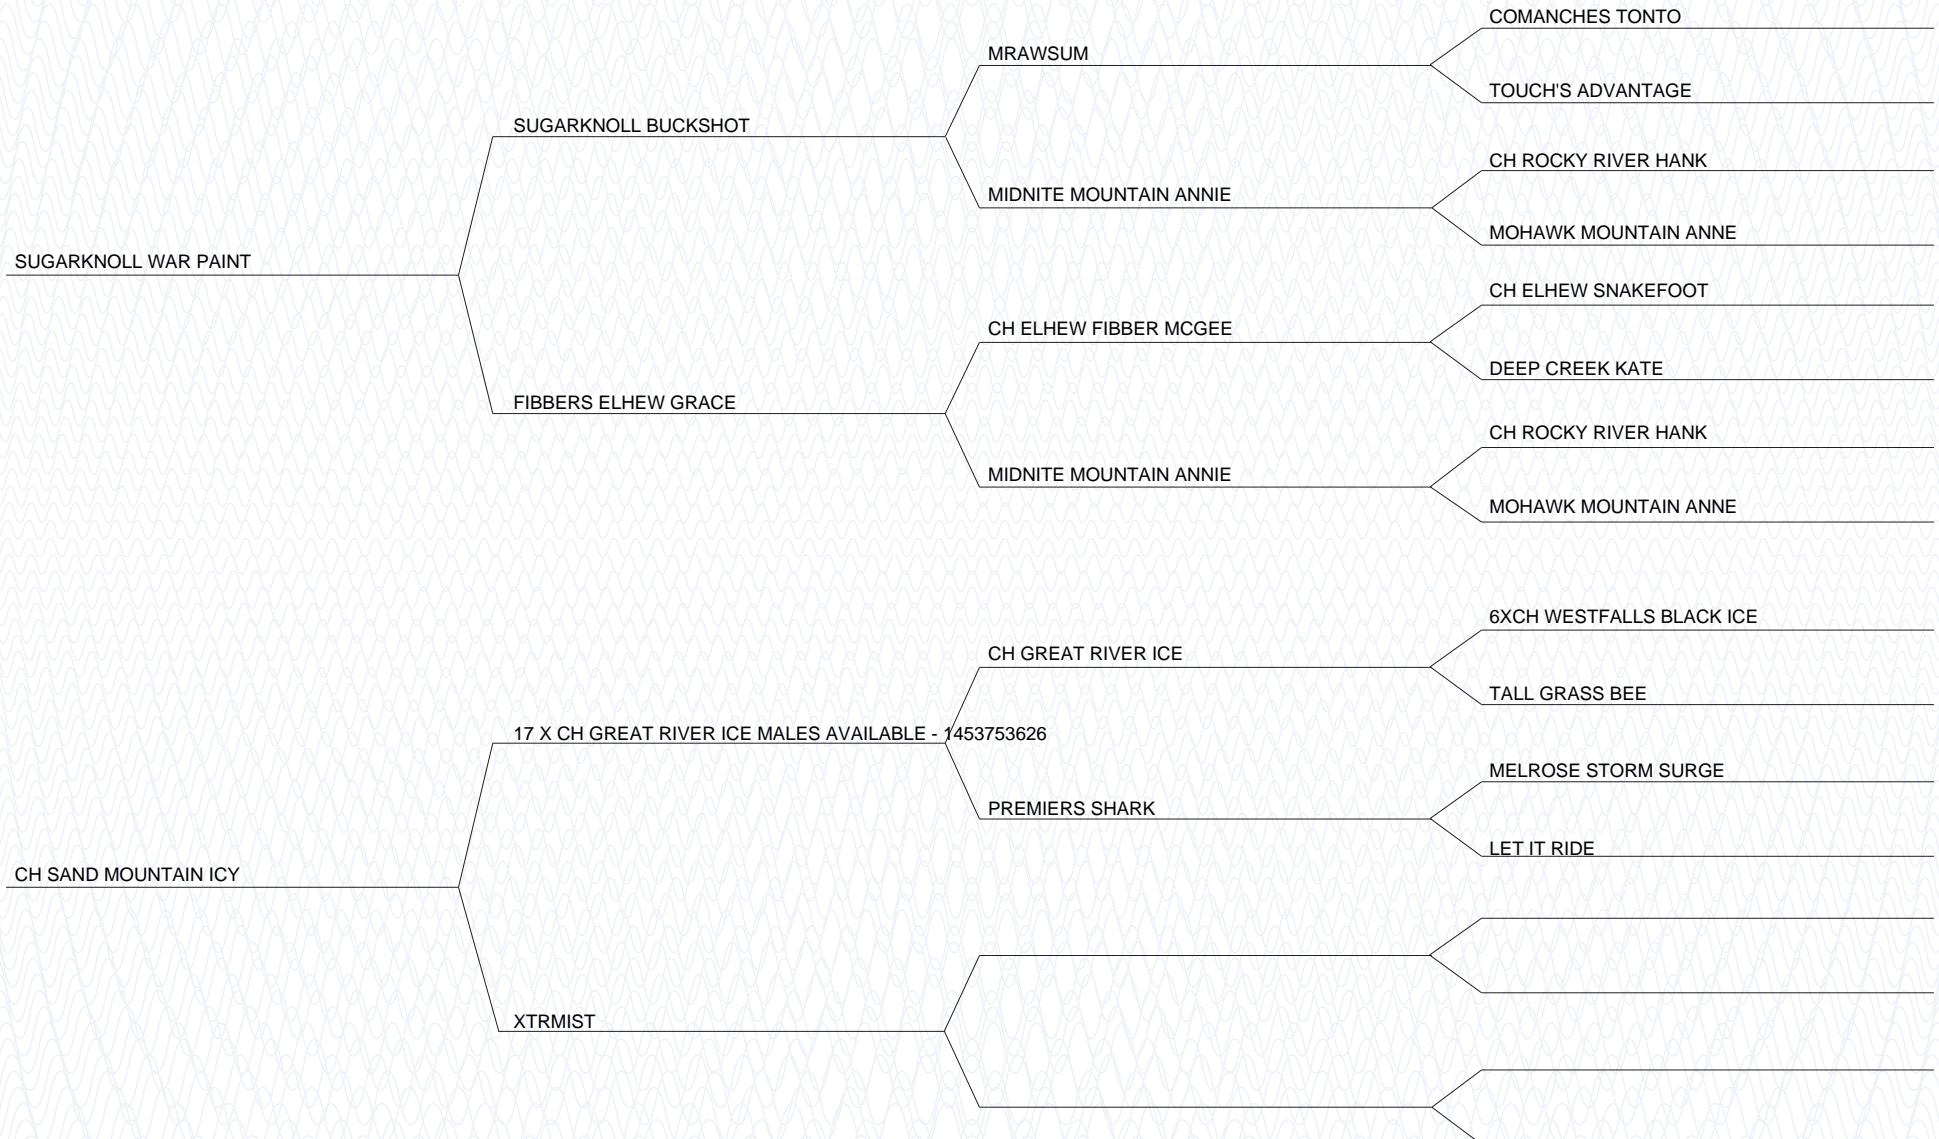 COMANCHES TONTO
MRAWSUM
TOUCH'S ADVANTAGE
SUGARKNOLL BUCKSHOT
CH ROCKY RIVER HANK
MIDNITE MOUNTAIN ANNIE
MOHAWK MOUNTAIN ANNE
SUGARKNOLL WAR PAINT
CH ELHEW SNAKEFOOT
CH ELHEW FIBBER MCGEE
DEEP CREEK KATE
FIBBERS ELHEW GRACE
CH ROCKY RIVER HANK
MIDNITE MOUNTAIN ANNIE
MOHAWK MOUNTAIN ANNE
6XCH WESTFALLS BLACK ICE
CH GREAT RIVER ICE
TALL GRASS BEE
17 X CH GREAT RIVER ICE MALES AVAILABLE - 1453753626
MELROSE STORM SURGE
PREMIERS SHARK
LET IT RIDE
CH SAND MOUNTAIN ICY
XTRMIST